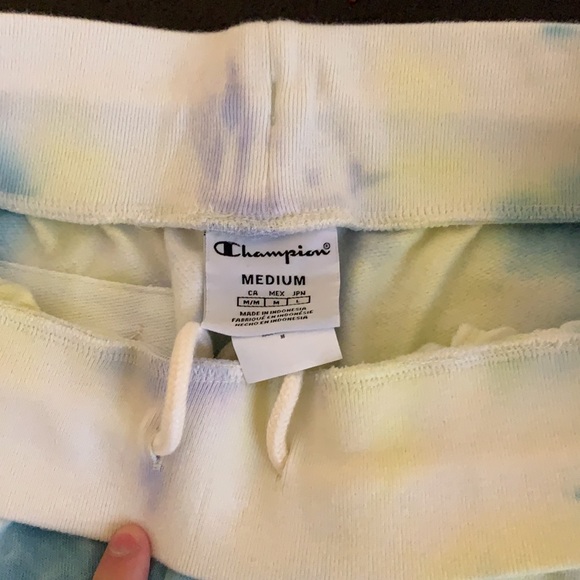 Champion®
MEDIUM
CA MEX JPN
M/M M L
MADE IN INDONESIA
FABRIQUÉ EN INDONÉSIE
HECHO EN INDONESIA